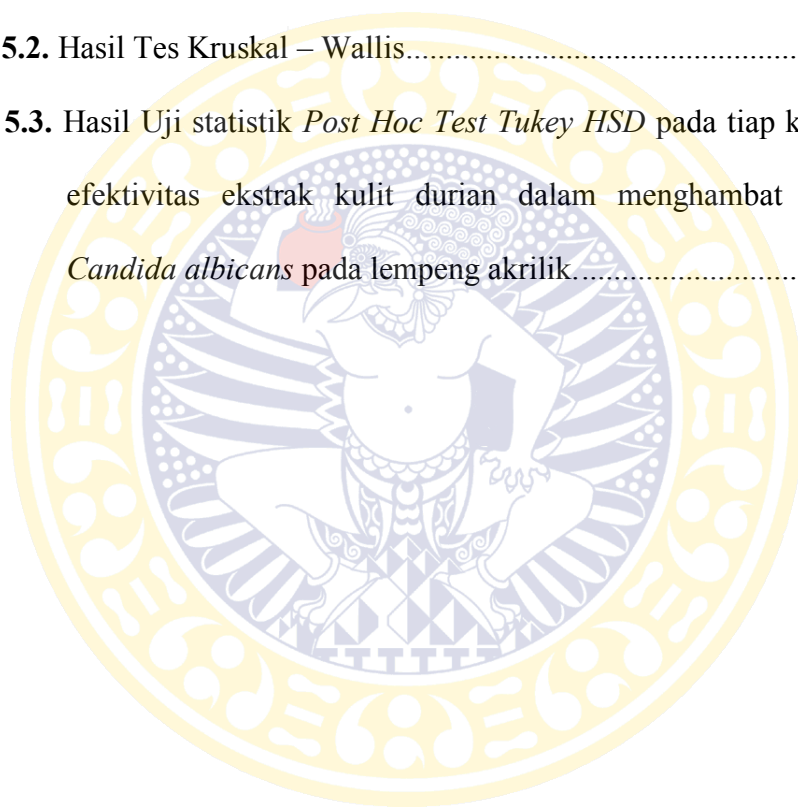 5.2. Hasil Tes Kruskal – Wallis.................................................
5.3. Hasil Uji statistik Post Hoc Test Tukey HSD pada tiap k
efektivitas ekstrak kulit durian dalam menghambat
Candida albicans pada lempeng akrilik............................